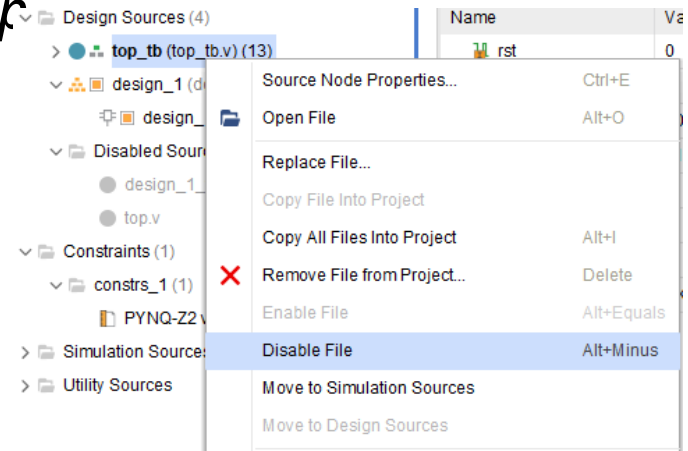 Design Sources (4)
top_tb (top_tb.v) (13)
design_1 (d
design_
Disabled Sour
design_1_
top.v
Constraints (1)
constrs_1 (1)
PYNQ-Z2 v
Simulation Sources
Utility Sources
Name Va
rst 0
Source Node Properties... Ctrl+E
Open File Alt+O
Replace File...
Copy File Into Project
Copy All Files Into Project Alt+I
Remove File from Project... Delete
Enable File Alt+Equals
Disable File Alt+Minus
Move to Simulation Sources
Move to Design Sources